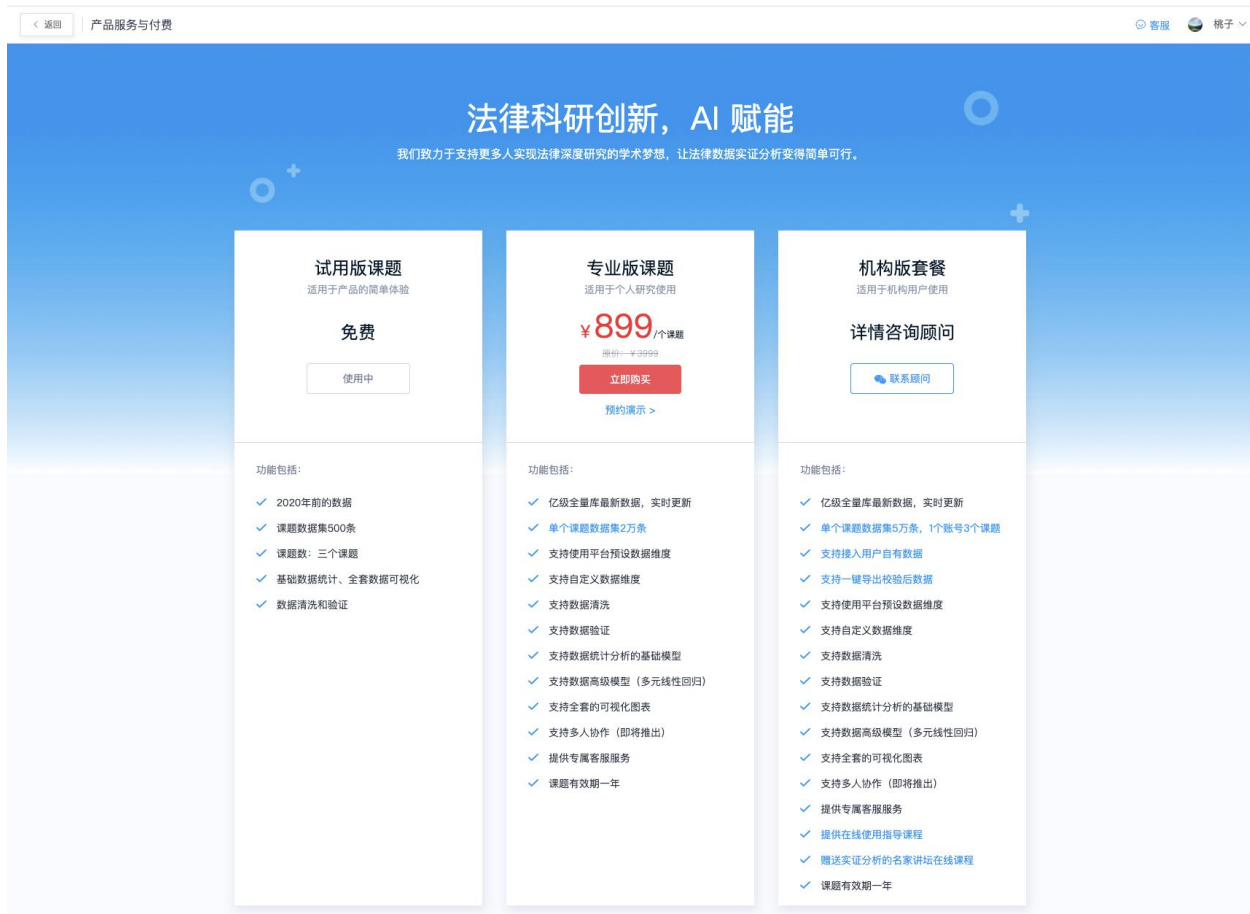 返回
产品服务与付费
客服
桃子
法律科研创新，AI 赋能
我们致力于支持更多人实现法律深度研究的学术梦想，让法律数据实证分析变得简单可行。
试用版课题
适用于产品的简单体验
免费
使用中
功能包括：
2020年前的数据
课题数据集500条
课题数：三个课题
基础数据统计、全套数据可视化
数据清洗和验证
专业版课题
适用于个人研究使用
¥899/个课题
原价：¥3999
立即购买
预约演示 >
功能包括：
亿级全量库最新数据，实时更新
单个课题数据集2万条
支持使用平台预设数据维度
支持自定义数据维度
支持数据清洗
支持数据验证
支持数据统计分析的基础模型
支持数据高级模型（多元线性回归）
支持全套的可视化图表
支持多人协作（即将推出）
提供专属客服服务
课题有效期一年
机构版套餐
适用于机构用户使用
详情咨询顾问
联系顾问
功能包括：
亿级全量库最新数据，实时更新
单个课题数据集5万条，1个账号3个课题
支持接入用户自有数据
支持一键导出校验后数据
支持使用平台预设数据维度
支持自定义数据维度
支持数据清洗
支持数据验证
支持数据统计分析的基础模型
支持数据高级模型（多元线性回归）
支持全套的可视化图表
支持多人协作（即将推出）
提供专属客服服务
提供在线使用指导课程
赠送实证分析的名家讲坛在线课程
课题有效期一年